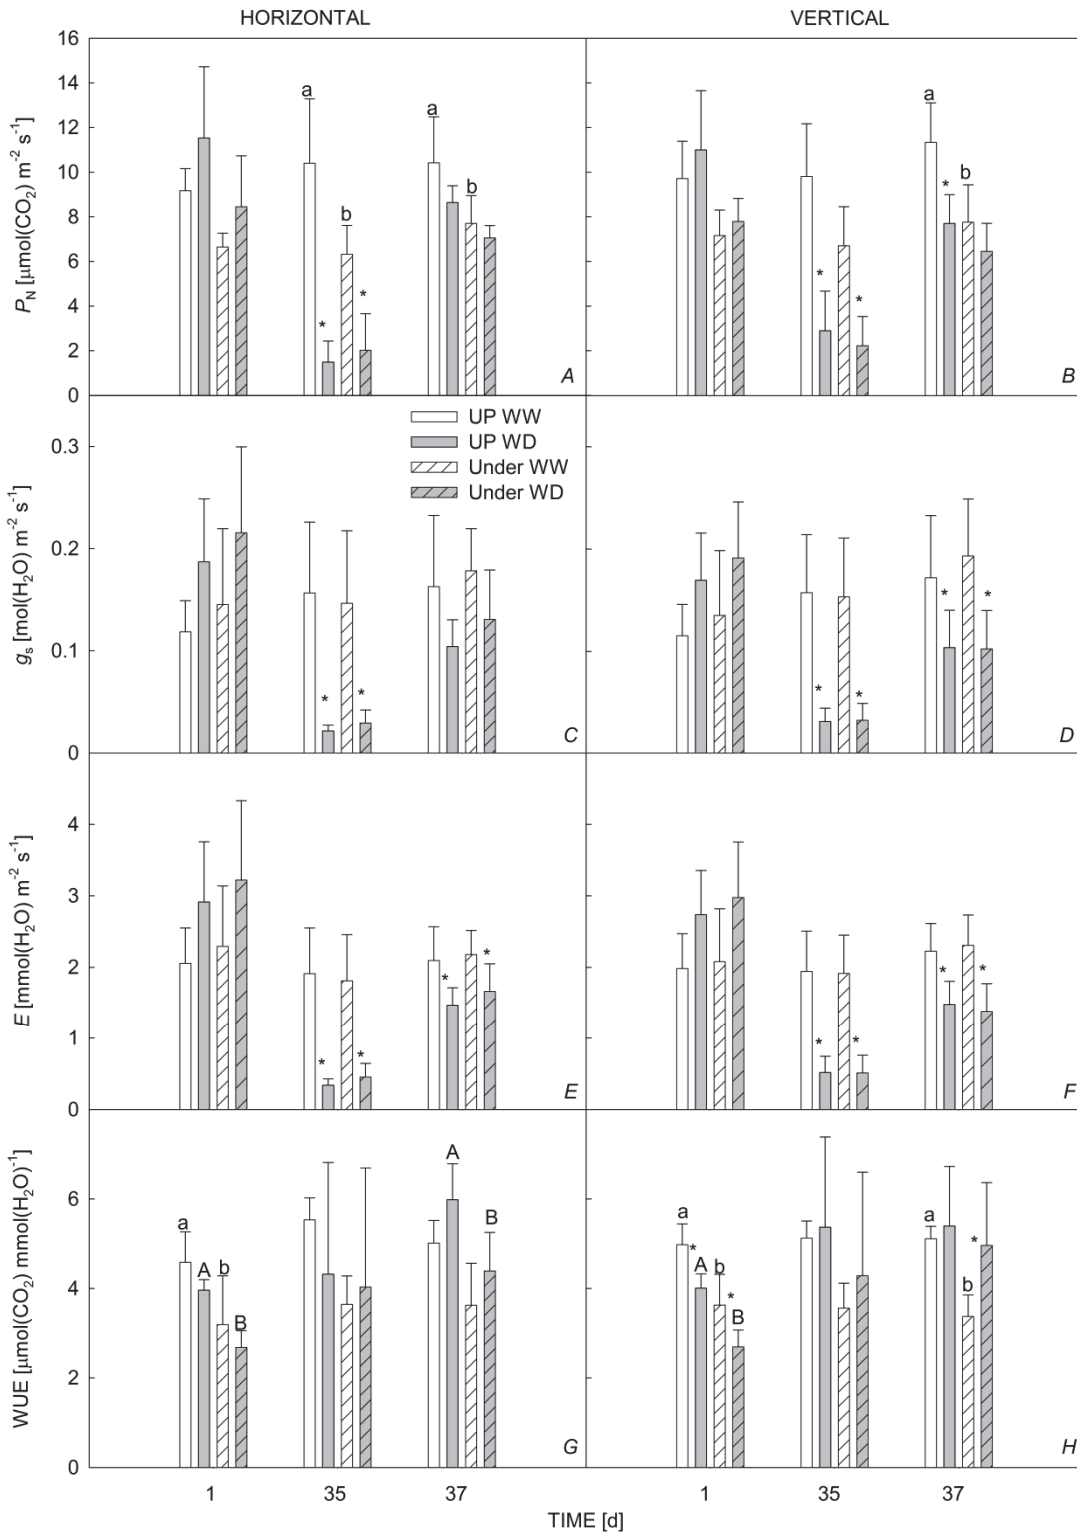 HORIZONTAL VERTICAL
16
14
12
10
8
6
4
2
0
P_N [µmol(CO₂) m⁻² s⁻¹]
a a b b * *
A
a * b * *
B
UP WW
UP WD
Under WW
Under WD
0.3
0.2
0.1
0
g_s [mol(H₂O) m⁻² s⁻¹]
* *
C
* * * *
D
4
3
2
1
0
E [mmol(H₂O) m⁻² s⁻¹]
* * * *
E
* * * *
F
6
4
2
0
WUE [µmol(CO₂) mmol(H₂O)⁻¹]
a A b B A B
G
a * A b * B a * b
H
1 35 37 1 35 37
TIME [d]